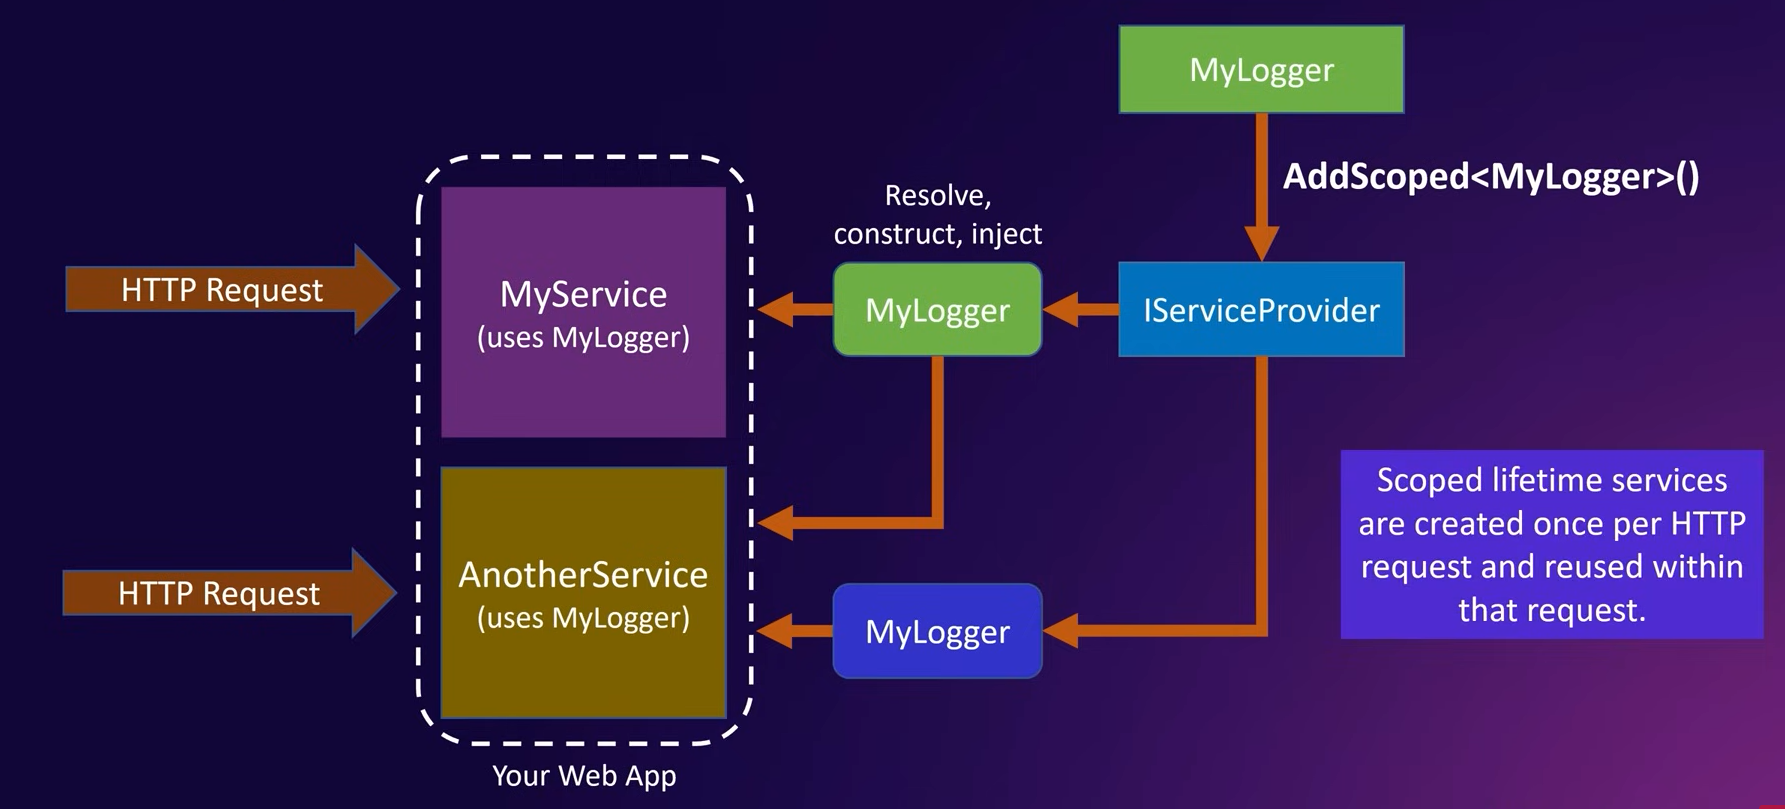 MyLogger
AddScoped<MyLogger>()
Resolve,
construct, inject
HTTP Request
MyService
(uses MyLogger)
MyLogger
IServiceProvider
Scoped lifetime services
are created once per HTTP
request and reused within
that request.
HTTP Request
AnotherService
(uses MyLogger)
MyLogger
Your Web App